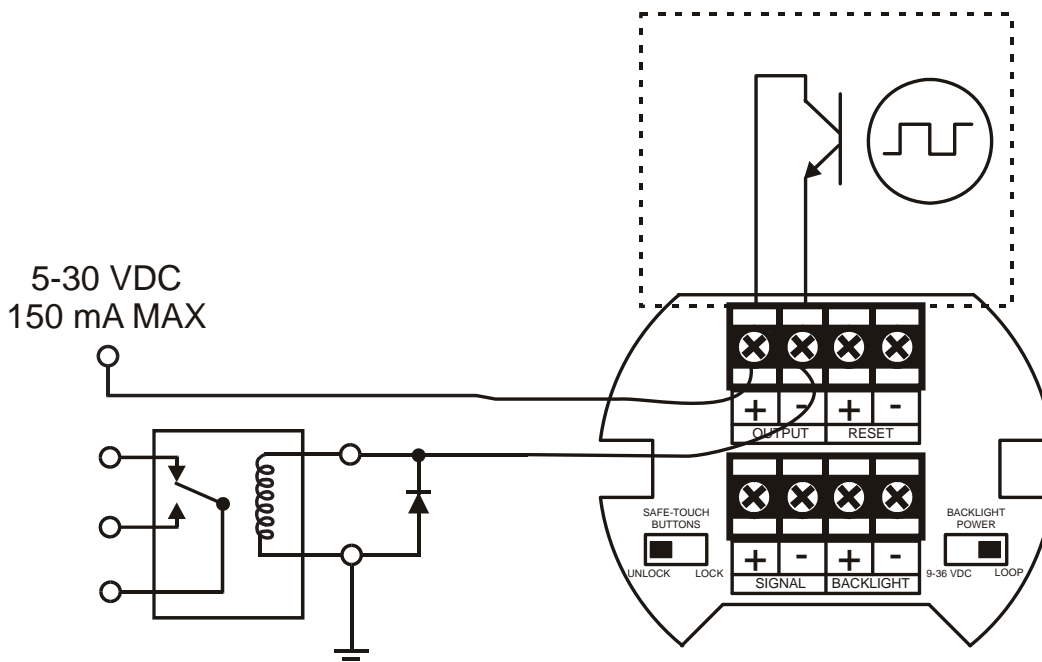 5-30 VDC
150 mA MAX
+ - + -
OUTPUT RESET
SAFE-TOUCH
BUTTONS
UNLOCK LOCK
+ - + -
SIGNAL BACKLIGHT
BACKLIGHT
POWER
9-36 VDC LOOP